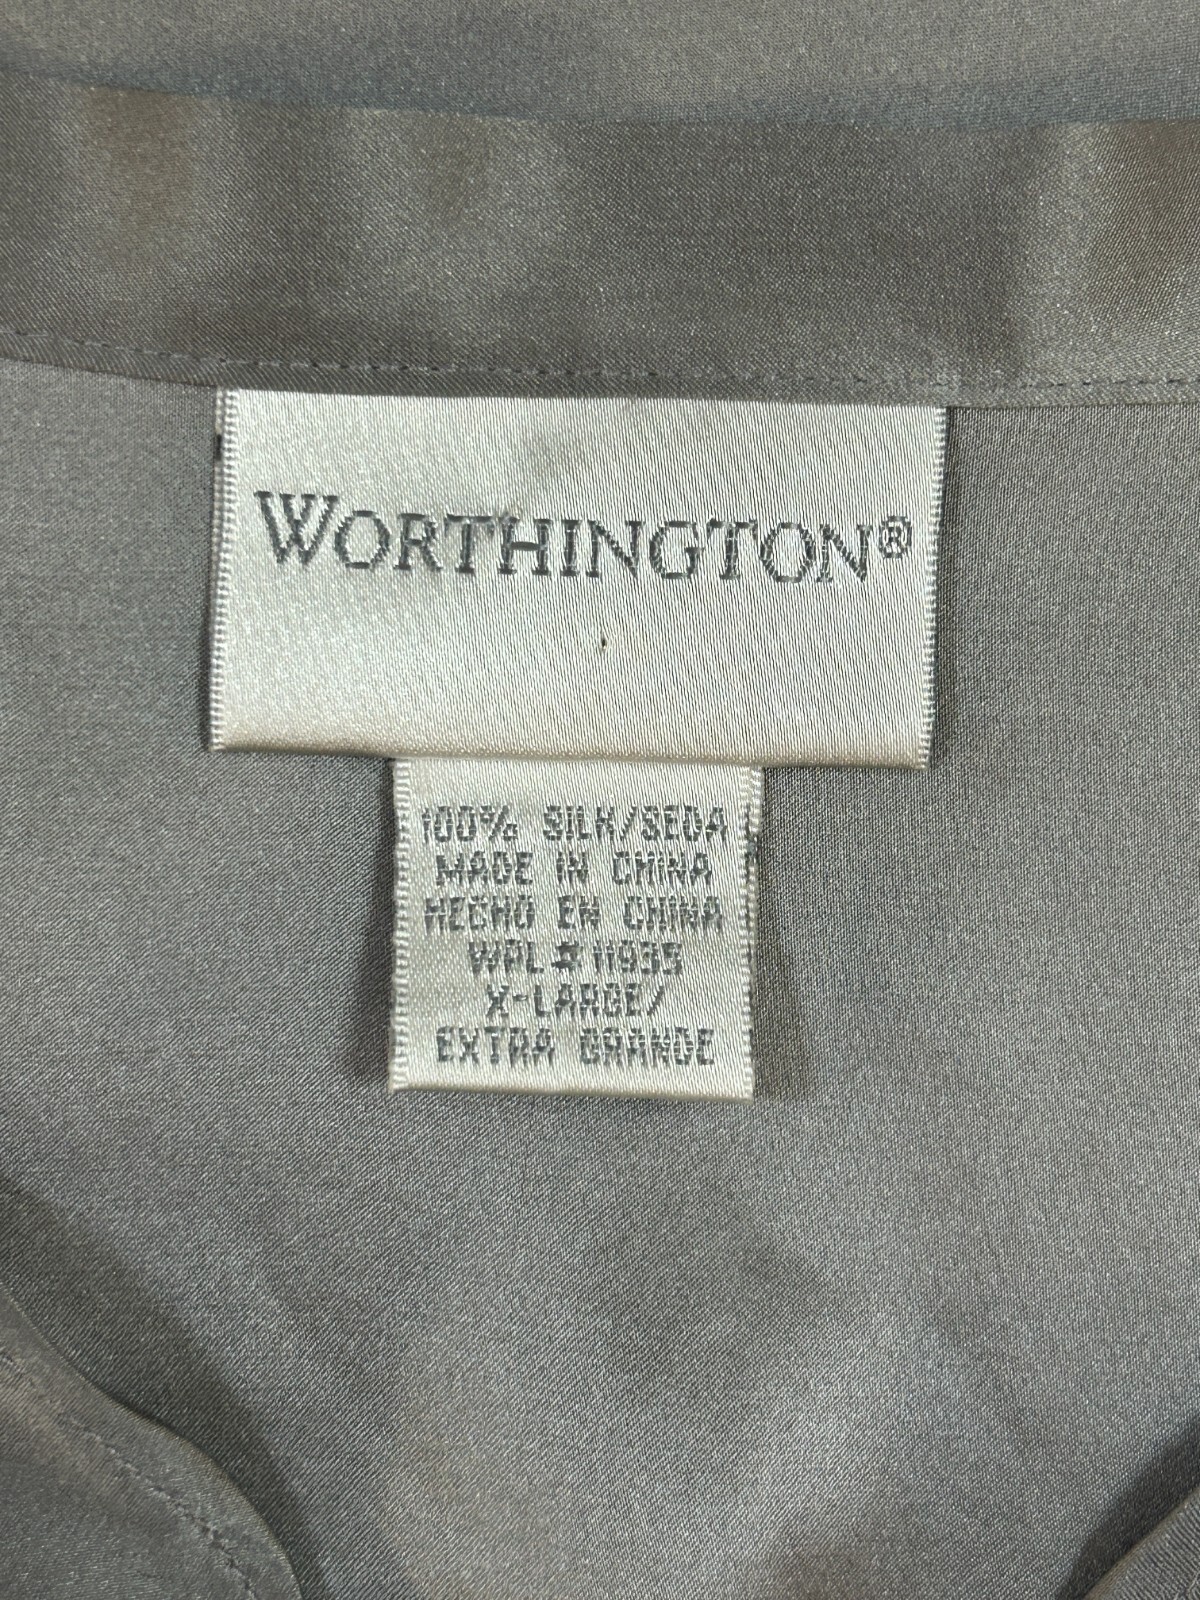 WORTHINGTON®
100% SILK/SEDA
MADE IN CHINA
HECHO EN CHINA
WPL # 11935
X-LARGE/
EXTRA GRANDE